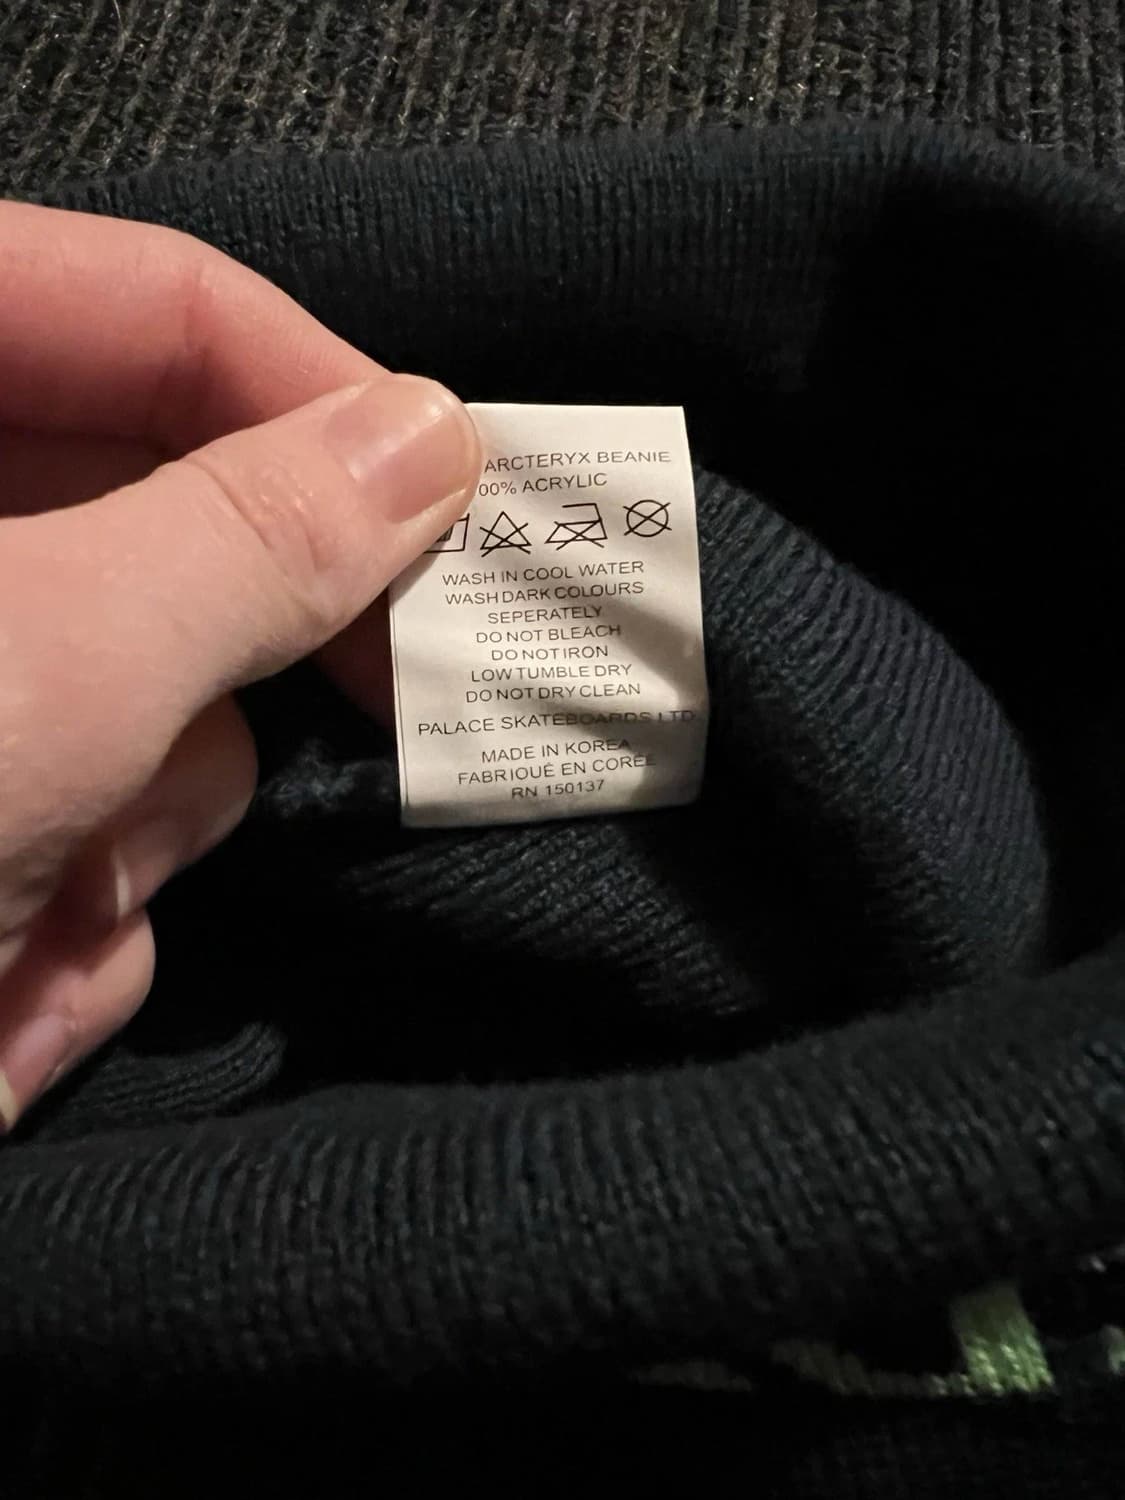 ARCTERYX BEANIE
00% ACRYLIC
WASH IN COOL WATER
WASH DARK COLOURS
SEPERATELY
DO NOT BLEACH
DO NOT IRON
LOW TUMBLE DRY
DO NOT DRY CLEAN
PALACE SKATEBOARDS LTD
MADE IN KOREA
FABRIQUÉ EN CORÉE
RN 150137